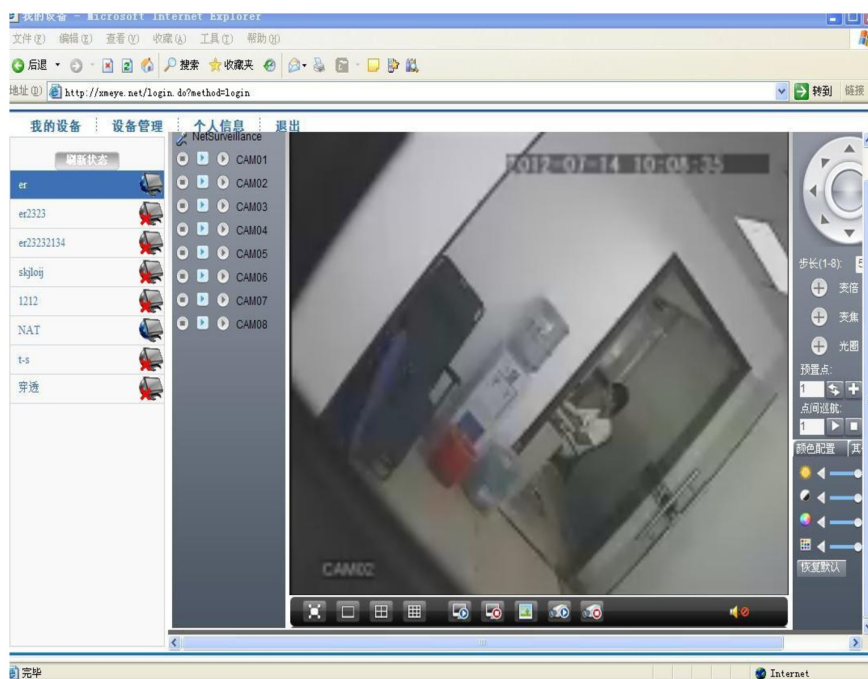 我的设备 - Microsoft Internet Explorer
文件(F) 编辑(E) 查看(V) 收藏(A) 工具(T) 帮助(H)
后退 搜索 收藏夹
地址(D) http://xmeye.net/login.do?method=login 转到 链接
我的设备 设备管理 个人信息 退出
刷新状态
er
er2323
er23232134
skjloij
1212
NAT
t-s
穿透
NetSurveillance
CAM01
CAM02
CAM03
CAM04
CAM05
CAM06
CAM07
CAM08
2012-07-14 10:08:35
CAM02
步长(1-8): 5
变倍
变焦
光圈
预置点:
1
点间巡航:
1
颜色配置 其
恢复默认
完毕 Internet